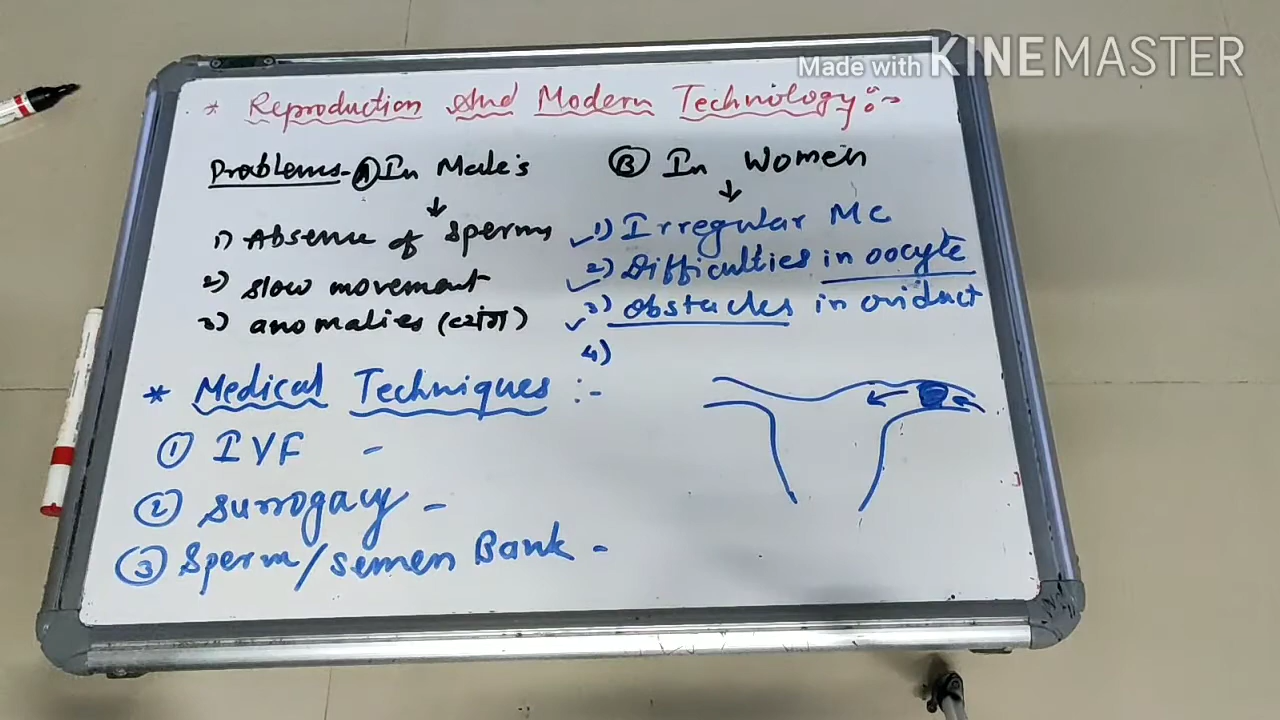 Made with KINEMASTER
* Reproduction And Modern Technology :-
Problems - (A) In Male's
↓
1) Absense of sperms
2) slow movement
3) anomalies (व्यंग)
(B) In Women
↓
✓ 1) Irregular MC
✓ 2) Difficulties in oocyte
✓ 3) obstacles in oviduct
4)
* Medical Techniques :-
① IVF -
② Surrogacy -
③ Sperm/semen Bank -